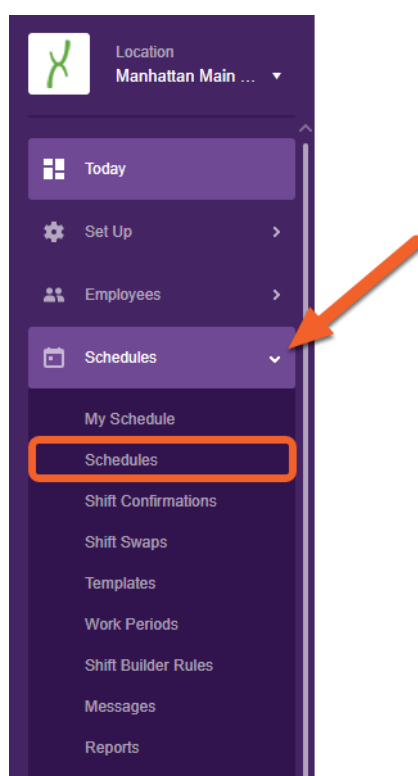 Location
Manhattan Main ...
Today
Set Up
Employees
Schedules
My Schedule
Schedules
Shift Confirmations
Shift Swaps
Templates
Work Periods
Shift Builder Rules
Messages
Reports